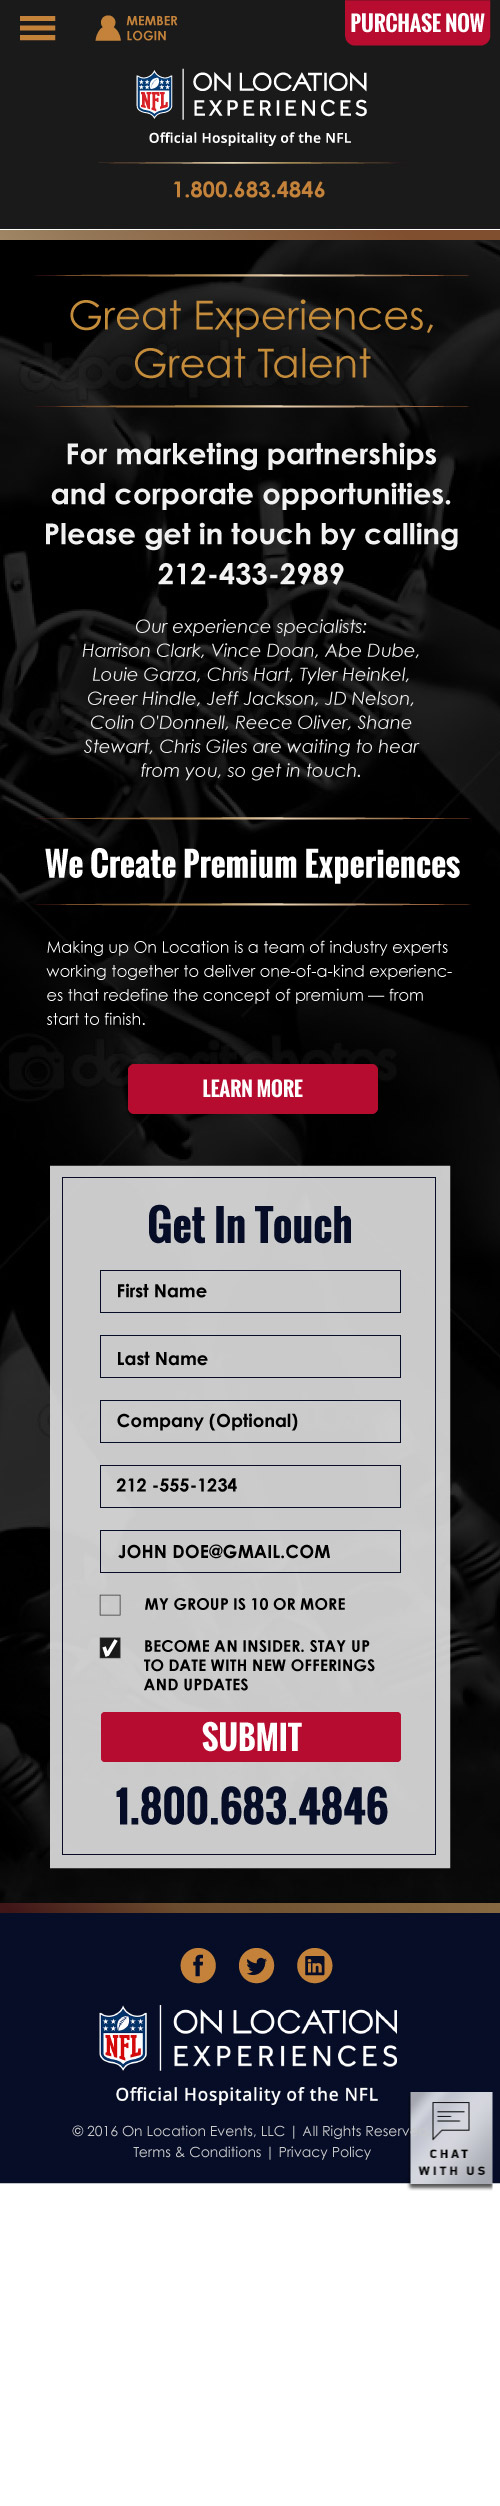 MEMBER
LOGIN
PURCHASE NOW
NFL
ON LOCATION
EXPERIENCES
Official Hospitality of the NFL
1.800.683.4846
Great Experiences,
Great Talent
For marketing partnerships
and corporate opportunities.
Please get in touch by calling
212-433-2989
Our experience specialists:
Harrison Clark, Vince Doan, Abe Dube,
Louie Garza, Chris Hart, Tyler Heinkel,
Greer Hindle, Jeff Jackson, JD Nelson,
Colin O'Donnell, Reece Oliver, Shane
Stewart, Chris Giles are waiting to hear
from you, so get in touch.
We Create Premium Experiences
Making up On Location is a team of industry experts
working together to deliver one-of-a-kind experienc-
es that redefine the concept of premium — from
start to finish.
depositphotos
LEARN MORE
Get In Touch
First Name
Last Name
Company (Optional)
212 -555-1234
JOHN DOE@GMAIL.COM
MY GROUP IS 10 OR MORE
BECOME AN INSIDER. STAY UP
TO DATE WITH NEW OFFERINGS
AND UPDATES
SUBMIT
1.800.683.4846
NFL
ON LOCATION
EXPERIENCES
Official Hospitality of the NFL
© 2016 On Location Events, LLC | All Rights Reserv
Terms & Conditions | Privacy Policy
CHAT
WITH US